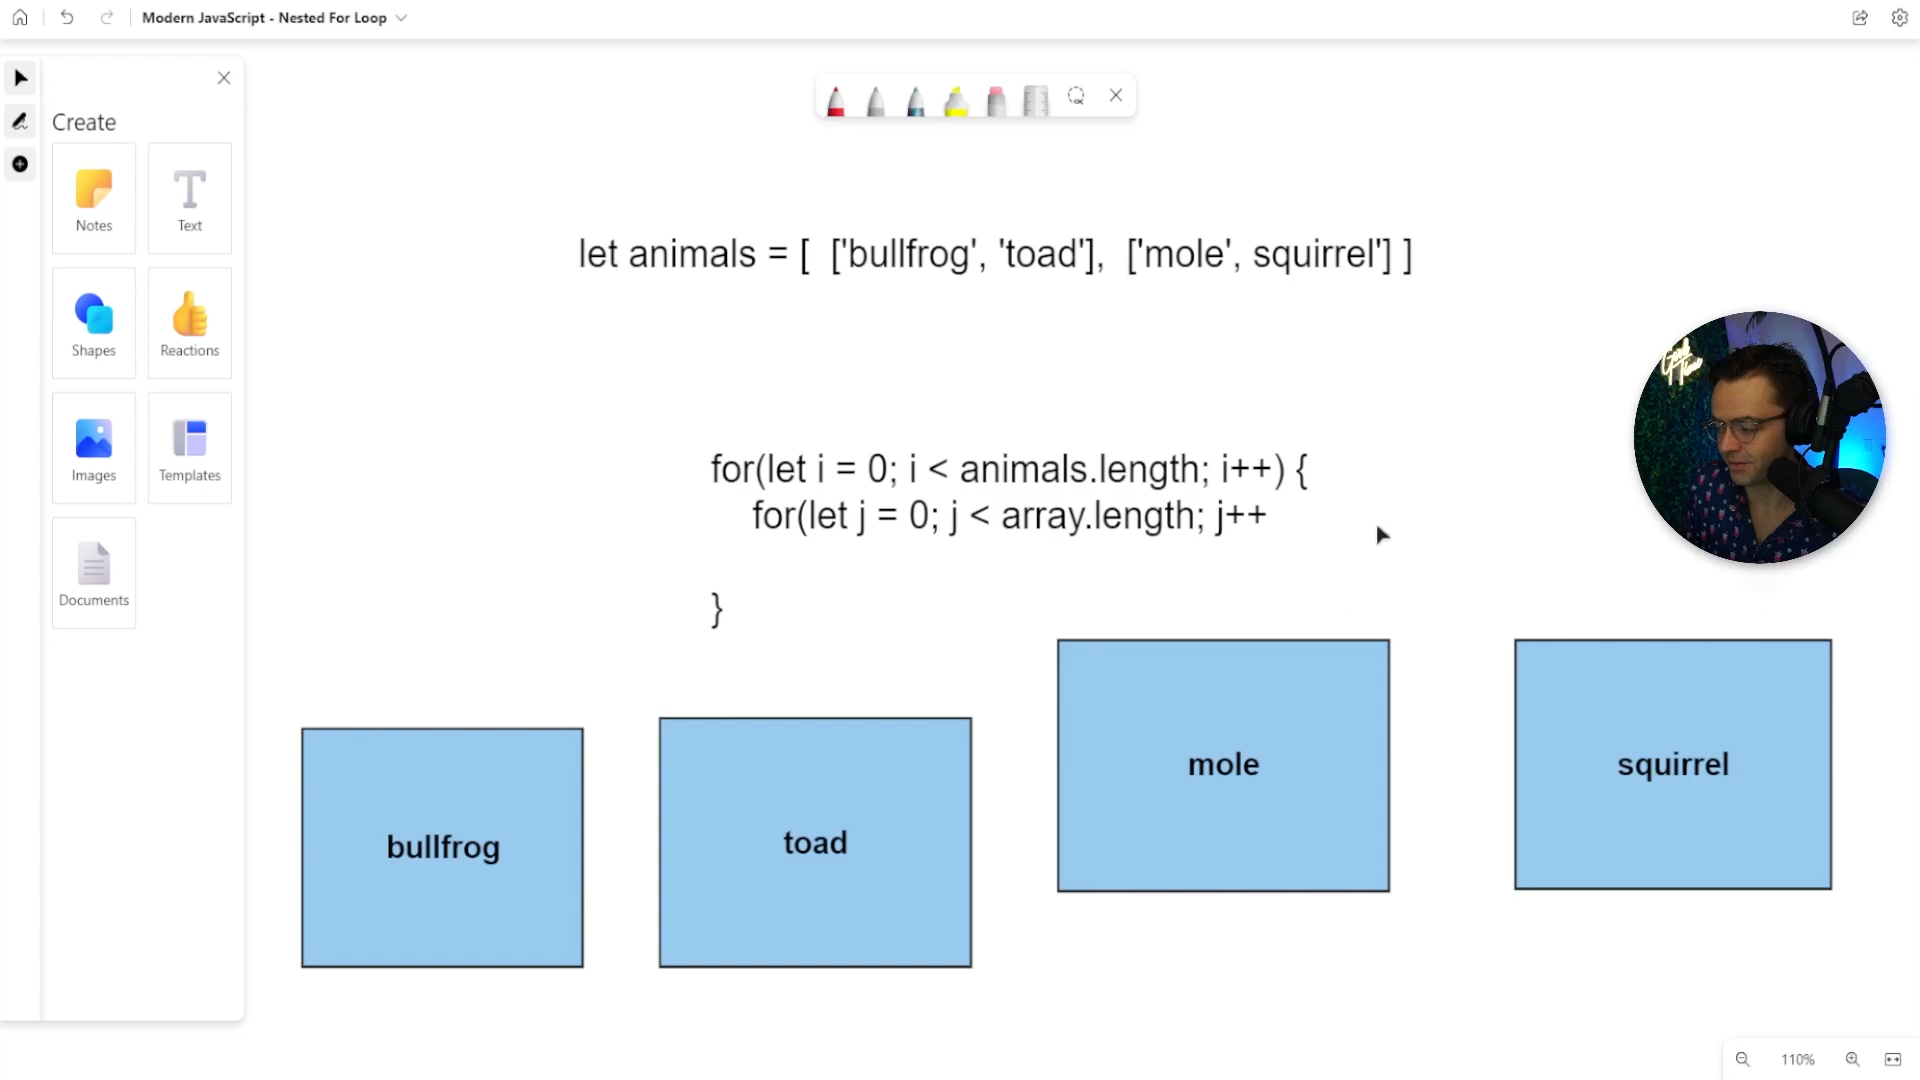 Modern JavaScript - Nested For Loop
Create
Notes
Text
Shapes
Reactions
Images
Templates
Documents
let animals = [ ['bullfrog', 'toad'], ['mole', squirrel'] ]
for(let i = 0; i < animals.length; i++) {
for(let j = 0; j < array.length; j++
}
bullfrog
toad
mole
squirrel
110%